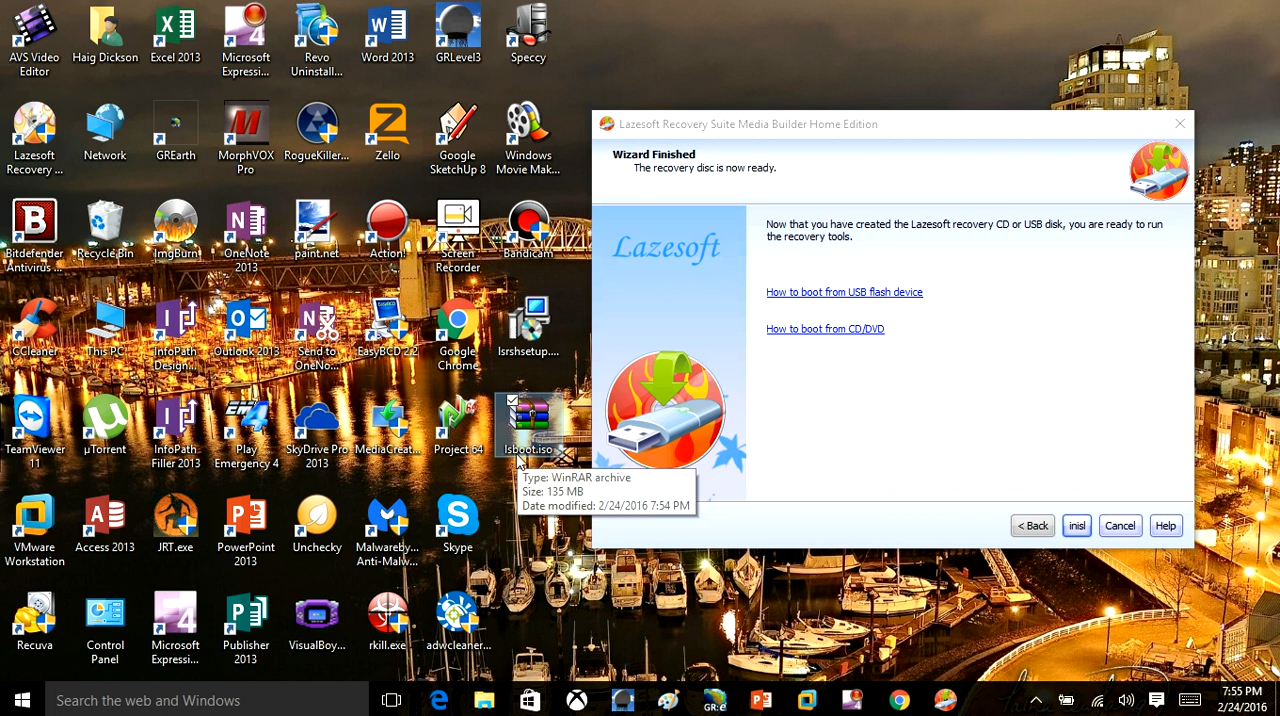 AVS Video
Editor
Haig Dickson
Excel 2013
Microsoft
Expressi...
Revo
Uninstall...
Word 2013
GRLevel3
Speccy
Lazesoft
Recovery ...
Network
GREarth
MorphVOX
Pro
RogueKiller...
Zello
Google
SketchUp 8
Windows
Movie Mak...
Bitdefender
Antivirus ...
Recycle Bin
ImgBurn
OneNote
2013
paint.net
Action!
Screen
Recorder
Bandicam
CCleaner
This PC
InfoPath
Design...
Outlook 2013
Send to
OneNo...
EasyBCD 2.2
Google
Chrome
lsrshsetup....
TeamViewer
11
µTorrent
InfoPath
Filler 2013
Play
Emergency 4
SkyDrive Pro
2013
MediaCreat...
Project 64
lsboot.iso
VMware
Workstation
Access 2013
JRT.exe
PowerPoint
2013
Unchecky
Malwareby...
Anti-Malw...
Skype
Recuva
Control
Panel
Microsoft
Expressi...
Publisher
2013
VisualBoy...
rkill.exe
adwcleaner...
Type: WinRAR archive
Size: 135 MB
Date modified: 2/24/2016 7:54 PM
Lazesoft Recovery Suite Media Builder Home Edition
Wizard Finished
The recovery disc is now ready.
Lazesoft
Now that you have created the Lazesoft recovery CD or USB disk, you are ready to run
the recovery tools.
How to boot from USB flash device
How to boot from CD/DVD
< Back
inisl
Cancel
Help
Search the web and Windows
GR:e
7:55 PM
2/24/2016